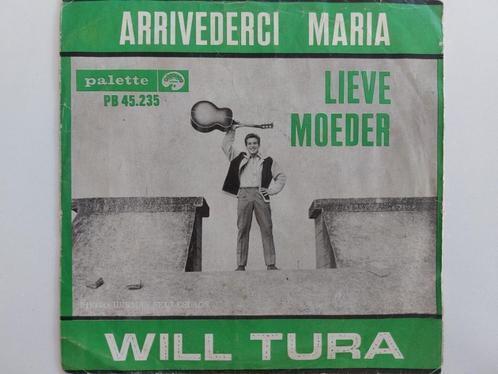 ARRIVEDERCI MARIA
palette
PB 45.235
LIEVE
MOEDER
WILL TURA